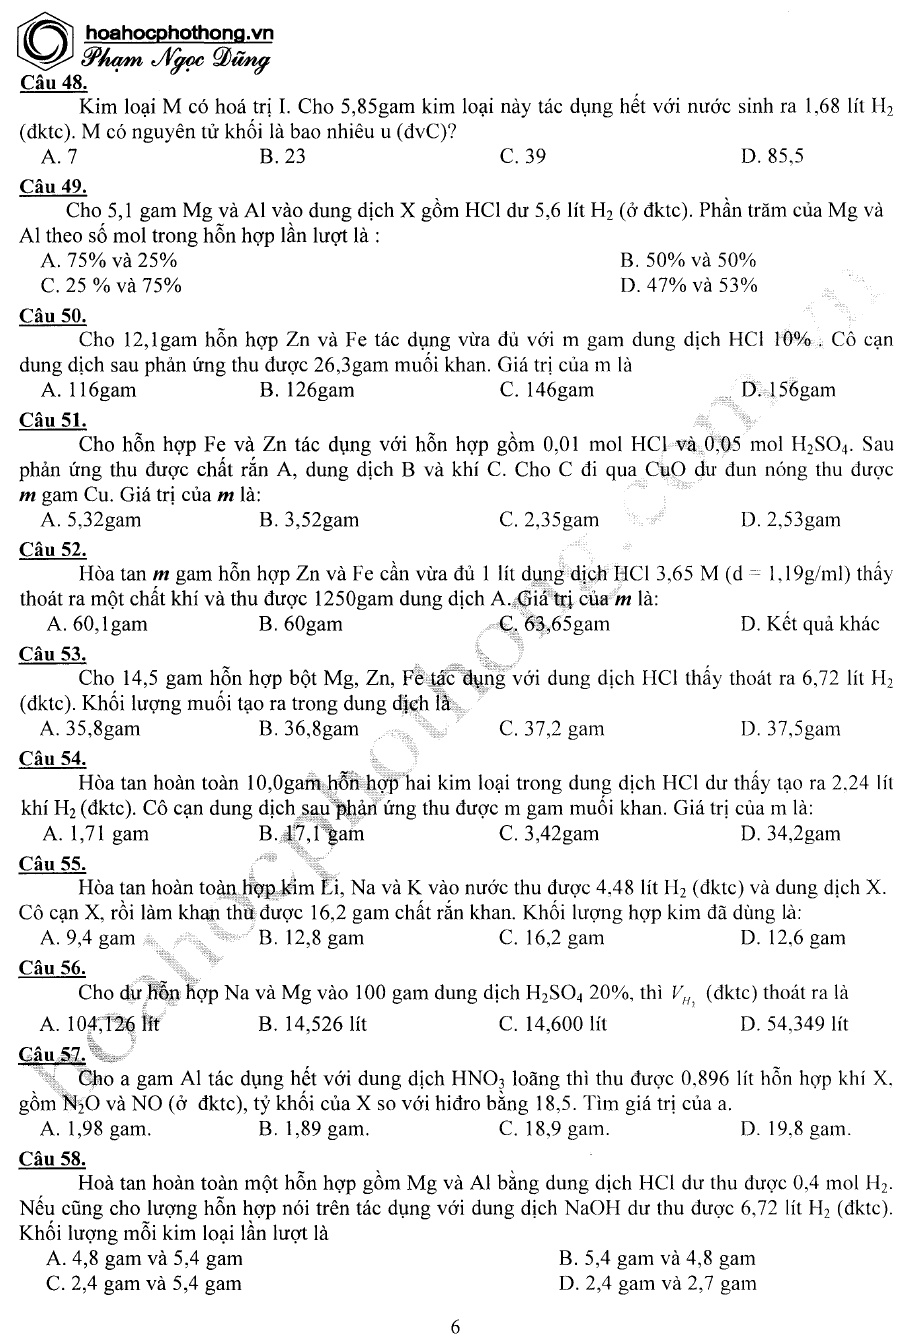 hoahocphothong.vn
Phạm Ngọc Dũng
Câu 48.
Kim loại M có hoá trị I. Cho 5,85gam kim loại này tác dụng hết với nước sinh ra 1,68 lít H₂
(đktc). M có nguyên tử khối là bao nhiêu u (đvC)?
A. 7 B. 23 C. 39 D. 85,5
Câu 49.
Cho 5,1 gam Mg và Al vào dung dịch X gồm HCl dư 5,6 lít H₂ (ở đktc). Phần trăm của Mg và
Al theo số mol trong hỗn hợp lần lượt là :
A. 75% và 25% B. 50% và 50%
C. 25 % và 75% D. 47% và 53%
Câu 50.
Cho 12,1gam hỗn hợp Zn và Fe tác dụng vừa đủ với m gam dung dịch HCl 10% . Cô cạn
dung dịch sau phản ứng thu được 26,3gam muối khan. Giá trị của m là
A. 116gam B. 126gam C. 146gam D. 156gam
Câu 51.
Cho hỗn hợp Fe và Zn tác dụng với hỗn hợp gồm 0,01 mol HCl và 0,05 mol H₂SO₄. Sau
phản ứng thu được chất rắn A, dung dịch B và khí C. Cho C đi qua CuO dư đun nóng thu được
m gam Cu. Giá trị của m là:
A. 5,32gam B. 3,52gam C. 2,35gam D. 2,53gam
Câu 52.
Hòa tan m gam hỗn hợp Zn và Fe cần vừa đủ 1 lít dung dịch HCl 3,65 M (d = 1,19g/ml) thấy
thoát ra một chất khí và thu được 1250gam dung dịch A. Giá trị của m là:
A. 60,1gam B. 60gam C. 63,65gam D. Kết quả khác
Câu 53.
Cho 14,5 gam hỗn hợp bột Mg, Zn, Fe tác dụng với dung dịch HCl thấy thoát ra 6,72 lít H₂
(đktc). Khối lượng muối tạo ra trong dung dịch là
A. 35,8gam B. 36,8gam C. 37,2 gam D. 37,5gam
Câu 54.
Hòa tan hoàn toàn 10,0gam hỗn hợp hai kim loại trong dung dịch HCl dư thấy tạo ra 2,24 lít
khí H₂ (đktc). Cô cạn dung dịch sau phản ứng thu được m gam muối khan. Giá trị của m là:
A. 1,71 gam B. 17,1 gam C. 3,42gam D. 34,2gam
Câu 55.
Hòa tan hoàn toàn hợp kim Li, Na và K vào nước thu được 4,48 lít H₂ (đktc) và dung dịch X.
Cô cạn X, rồi làm khan thu được 16,2 gam chất rắn khan. Khối lượng hợp kim đã dùng là:
A. 9,4 gam B. 12,8 gam C. 16,2 gam D. 12,6 gam
Câu 56.
Cho dư hỗn hợp Na và Mg vào 100 gam dung dịch H₂SO₄ 20%, thì V_H₂ (đktc) thoát ra là
A. 104,126 lít B. 14,526 lít C. 14,600 lít D. 54,349 lít
Câu 57.
Cho a gam Al tác dụng hết với dung dịch HNO₃ loãng thì thu được 0,896 lít hỗn hợp khí X,
gồm N₂O và NO (ở đktc), tỷ khối của X so với hiđro bằng 18,5. Tìm giá trị của a.
A. 1,98 gam. B. 1,89 gam. C. 18,9 gam. D. 19,8 gam.
Câu 58.
Hoà tan hoàn toàn một hỗn hợp gồm Mg và Al bằng dung dịch HCl dư thu được 0,4 mol H₂.
Nếu cũng cho lượng hỗn hợp nói trên tác dụng với dung dịch NaOH dư thu được 6,72 lít H₂ (đktc).
Khối lượng mỗi kim loại lần lượt là
A. 4,8 gam và 5,4 gam B. 5,4 gam và 4,8 gam
C. 2,4 gam và 5,4 gam D. 2,4 gam và 2,7 gam
6
hoahocphothong.com.vn